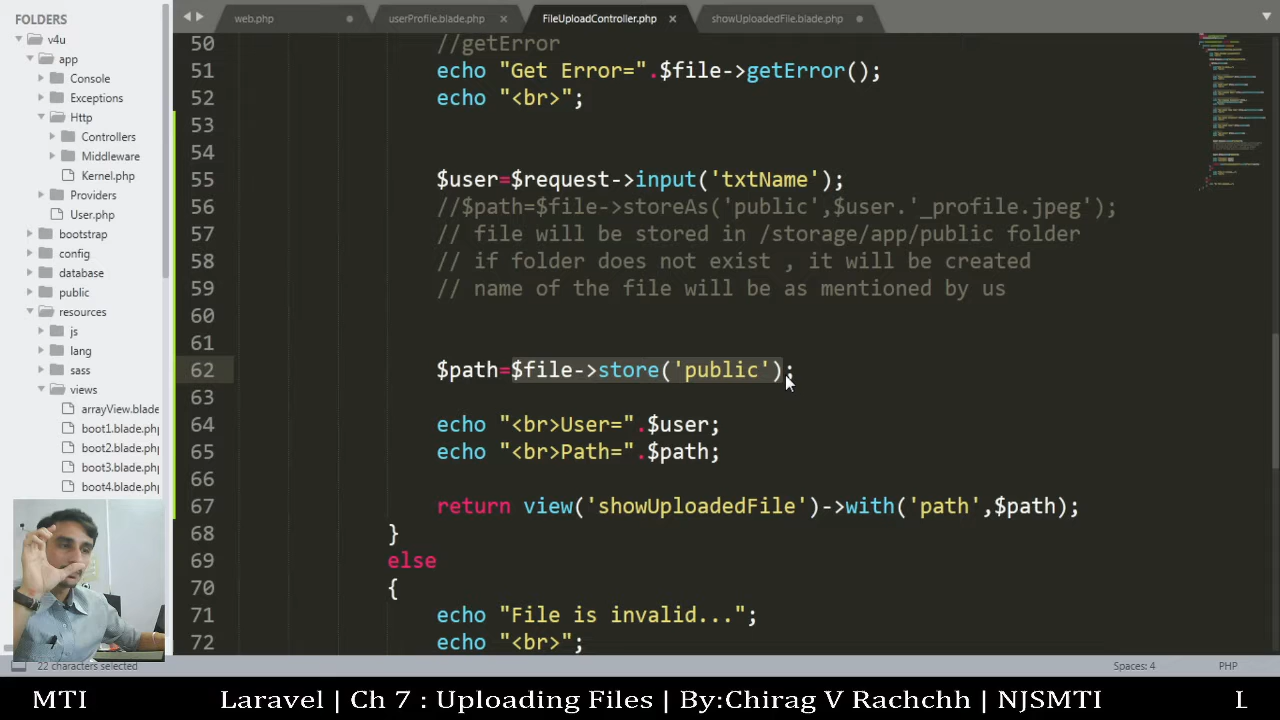 FOLDERS
v4u
app
Console
Exceptions
Http
Controllers
Middleware
Kernel.php
Providers
User.php
bootstrap
config
database
public
resources
js
lang
sass
views
arrayView.blade
boot1.blade.php
boot2.blade.php
boot3.blade.php
boot4.blade.php
web.php
userProfile.blade.php
FileUploadController.php
showUploadedFile.blade.php
50 //getError
51 echo "Get Error=".$file->getError();
52 echo "<br>";
53
54
55 $user=$request->input('txtName');
56 //$path=$file->storeAs('public',$user.'_profile.jpeg');
57 // file will be stored in /storage/app/public folder
58 // if folder does not exist , it will be created
59 // name of the file will be as mentioned by us
60
61
62 $path=$file->store('public');
63
64 echo "<br>User=".$user;
65 echo "<br>Path=".$path;
66
67 return view('showUploadedFile')->with('path',$path);
68 }
69 else
70 {
71 echo "File is invalid...";
72 echo "<br>";
22 characters selected
Spaces: 4
PHP
MTI Laravel | Ch 7 : Uploading Files | By:Chirag V Rachchh | NJSMTI L